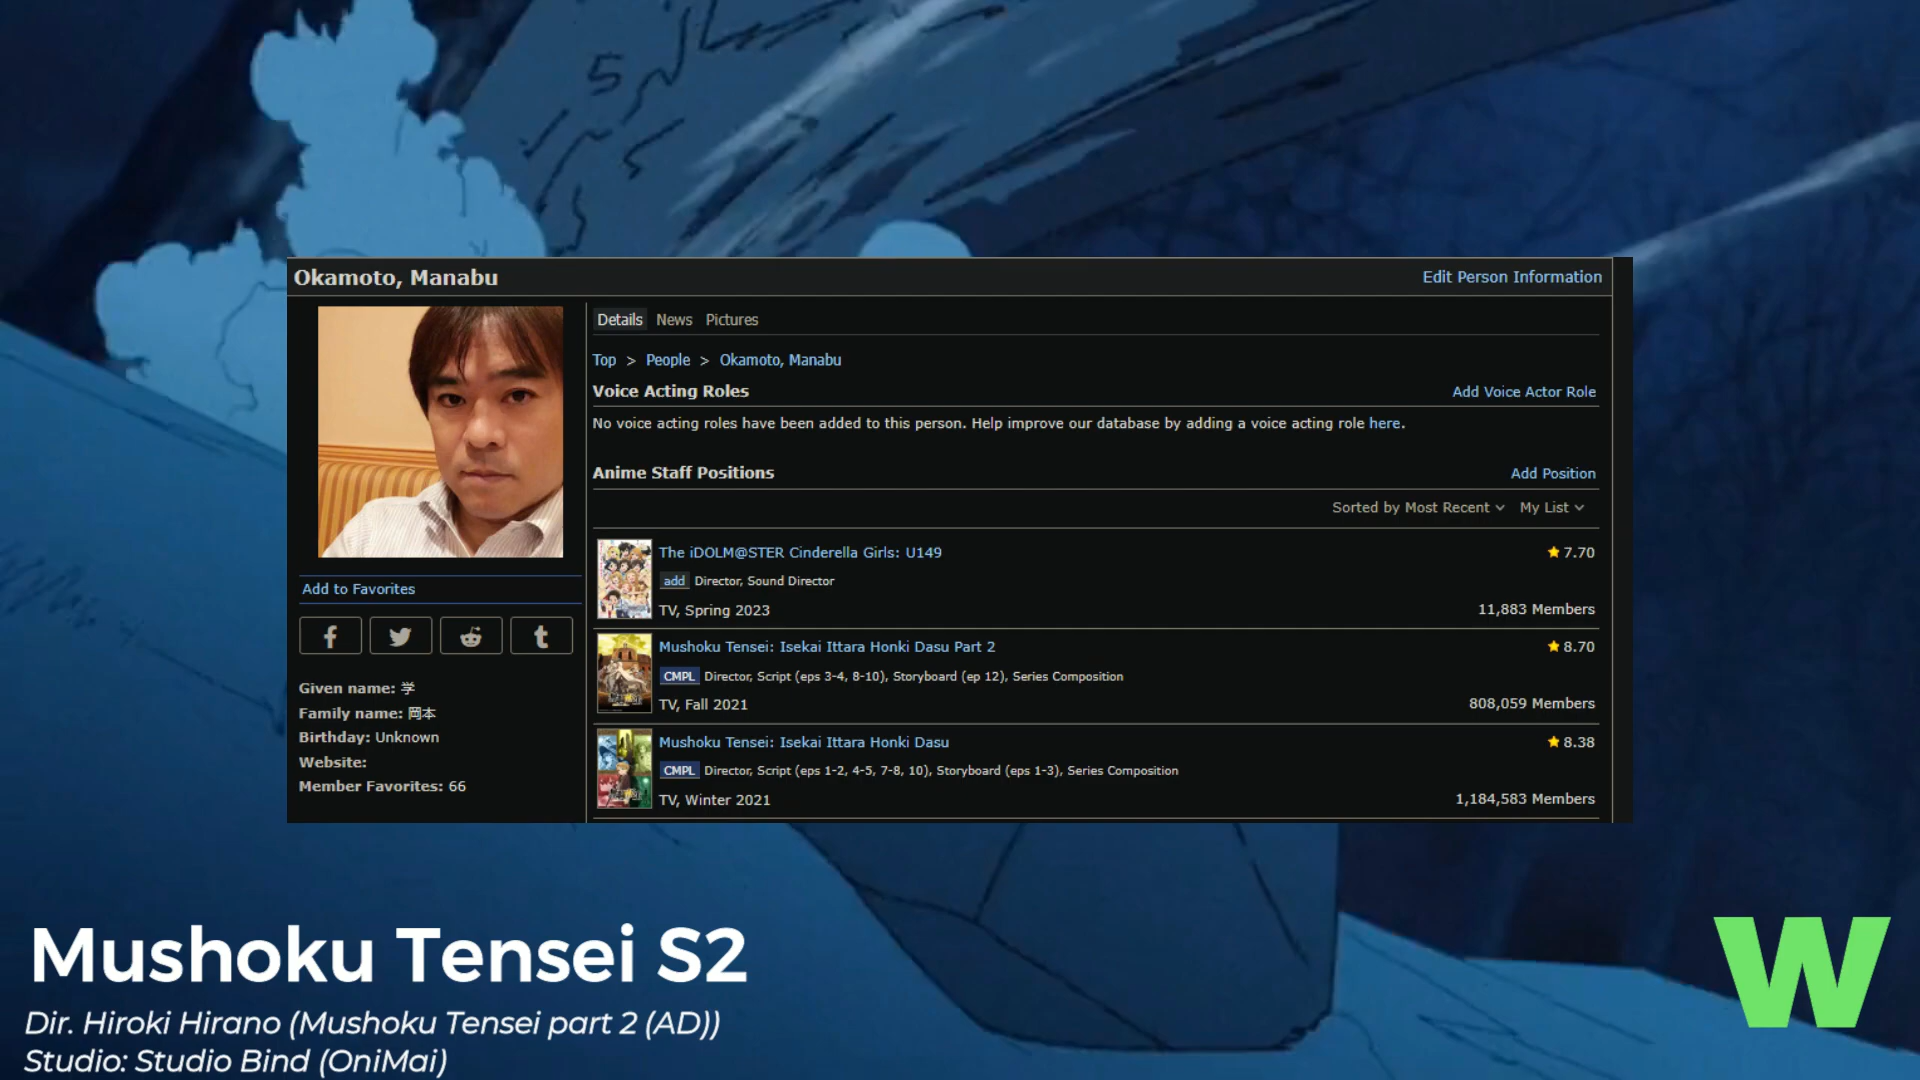 5
Okamoto, Manabu
Edit Person Information
Details News Pictures
Top > People > Okamoto, Manabu
Voice Acting Roles
Add Voice Actor Role
No voice acting roles have been added to this person. Help improve our database by adding a voice acting role here.
Anime Staff Positions
Add Position
Sorted by Most Recent My List
The iDOLM@STER Cinderella Girls: U149
7.70
add Director, Sound Director
TV, Spring 2023
11,883 Members
Mushoku Tensei: Isekai Ittara Honki Dasu Part 2
8.70
CMPL Director, Script (eps 3-4, 8-10), Storyboard (ep 12), Series Composition
TV, Fall 2021
808,059 Members
Mushoku Tensei: Isekai Ittara Honki Dasu
8.38
CMPL Director, Script (eps 1-2, 4-5, 7-8, 10), Storyboard (eps 1-3), Series Composition
TV, Winter 2021
1,184,583 Members
Add to Favorites
Given name: 学
Family name: 岡本
Birthday: Unknown
Website:
Member Favorites: 66
Mushoku Tensei S2
Dir. Hiroki Hirano (Mushoku Tensei part 2 (AD))
Studio: Studio Bind (OniMai)
W